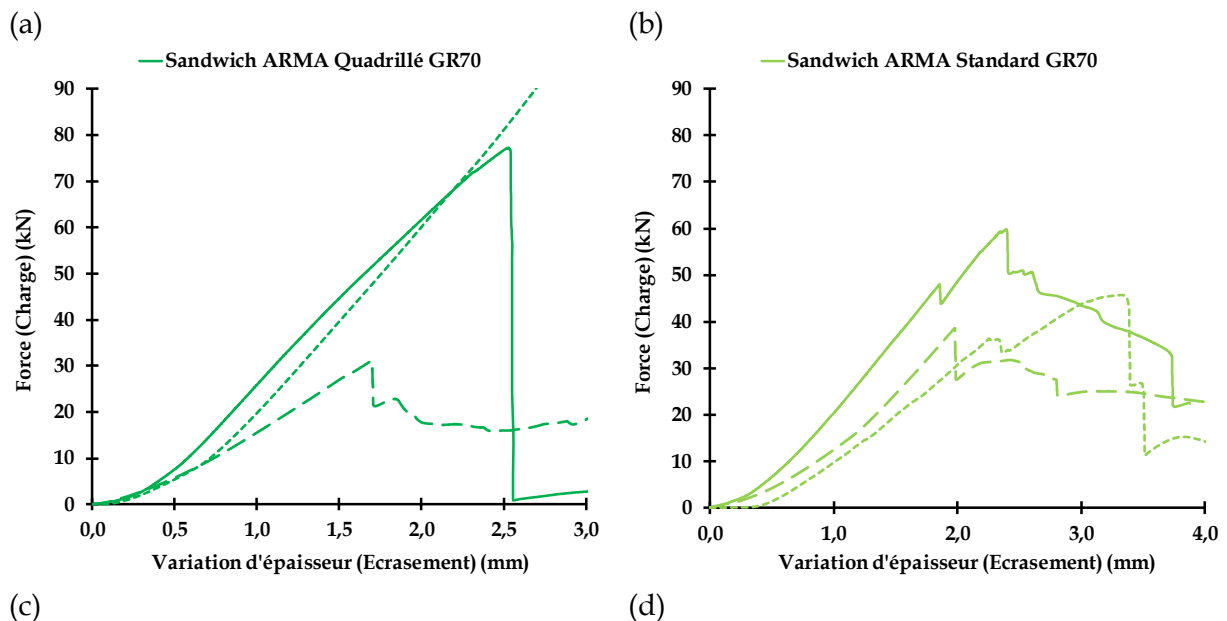 (a)
Sandwich ARMA Quadrillé GR70
90
80
70
60
50
40
30
20
10
0
Force (Charge) (kN)
0,0 0,5 1,0 1,5 2,0 2,5 3,0
Variation d'épaisseur (Ecrasement) (mm)
(b)
Sandwich ARMA Standard GR70
90
80
70
60
50
40
30
20
10
0
Force (Charge) (kN)
0,0 1,0 2,0 3,0 4,0
Variation d'épaisseur (Ecrasement) (mm)
(c)
(d)